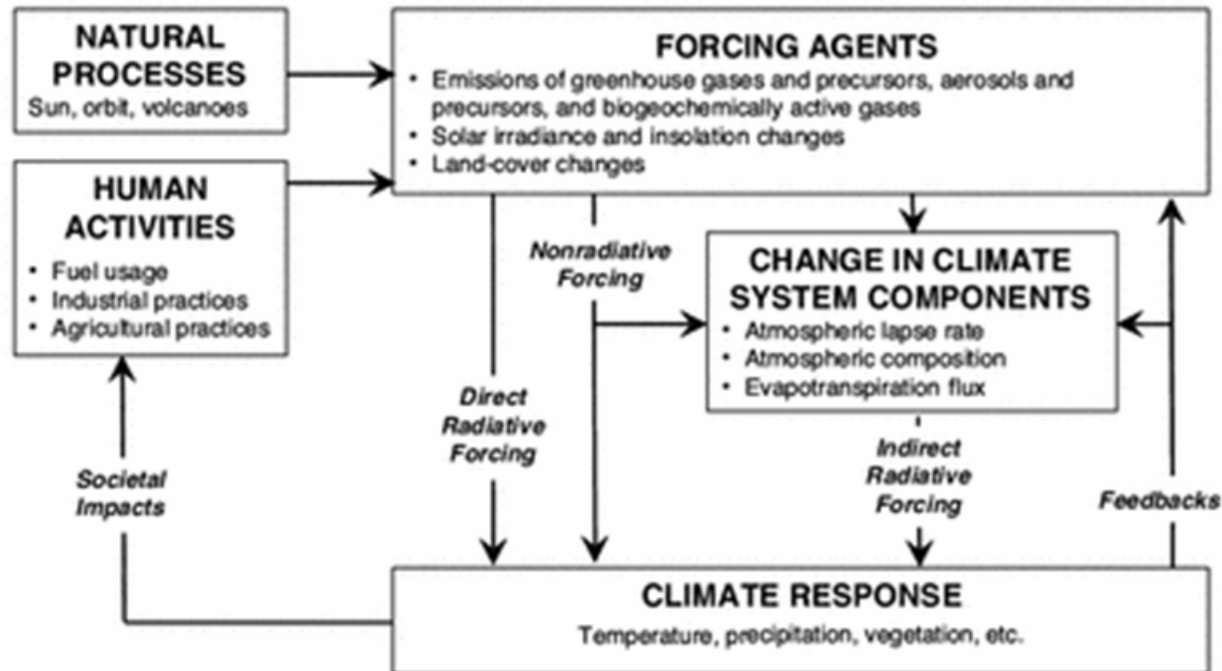 NATURAL
PROCESSES
Sun, orbit, volcanoes
FORCING AGENTS
• Emissions of greenhouse gases and precursors, aerosols and
precursors, and biogeochemically active gases
• Solar irradiance and insolation changes
• Land-cover changes
HUMAN
ACTIVITIES
• Fuel usage
• Industrial practices
• Agricultural practices
Nonradiative
Forcing
CHANGE IN CLIMATE
SYSTEM COMPONENTS
• Atmospheric lapse rate
• Atmospheric composition
• Evapotranspiration flux
Direct
Radiative
Forcing
Indirect
Radiative
Forcing
Societal
Impacts
Feedbacks
CLIMATE RESPONSE
Temperature, precipitation, vegetation, etc.